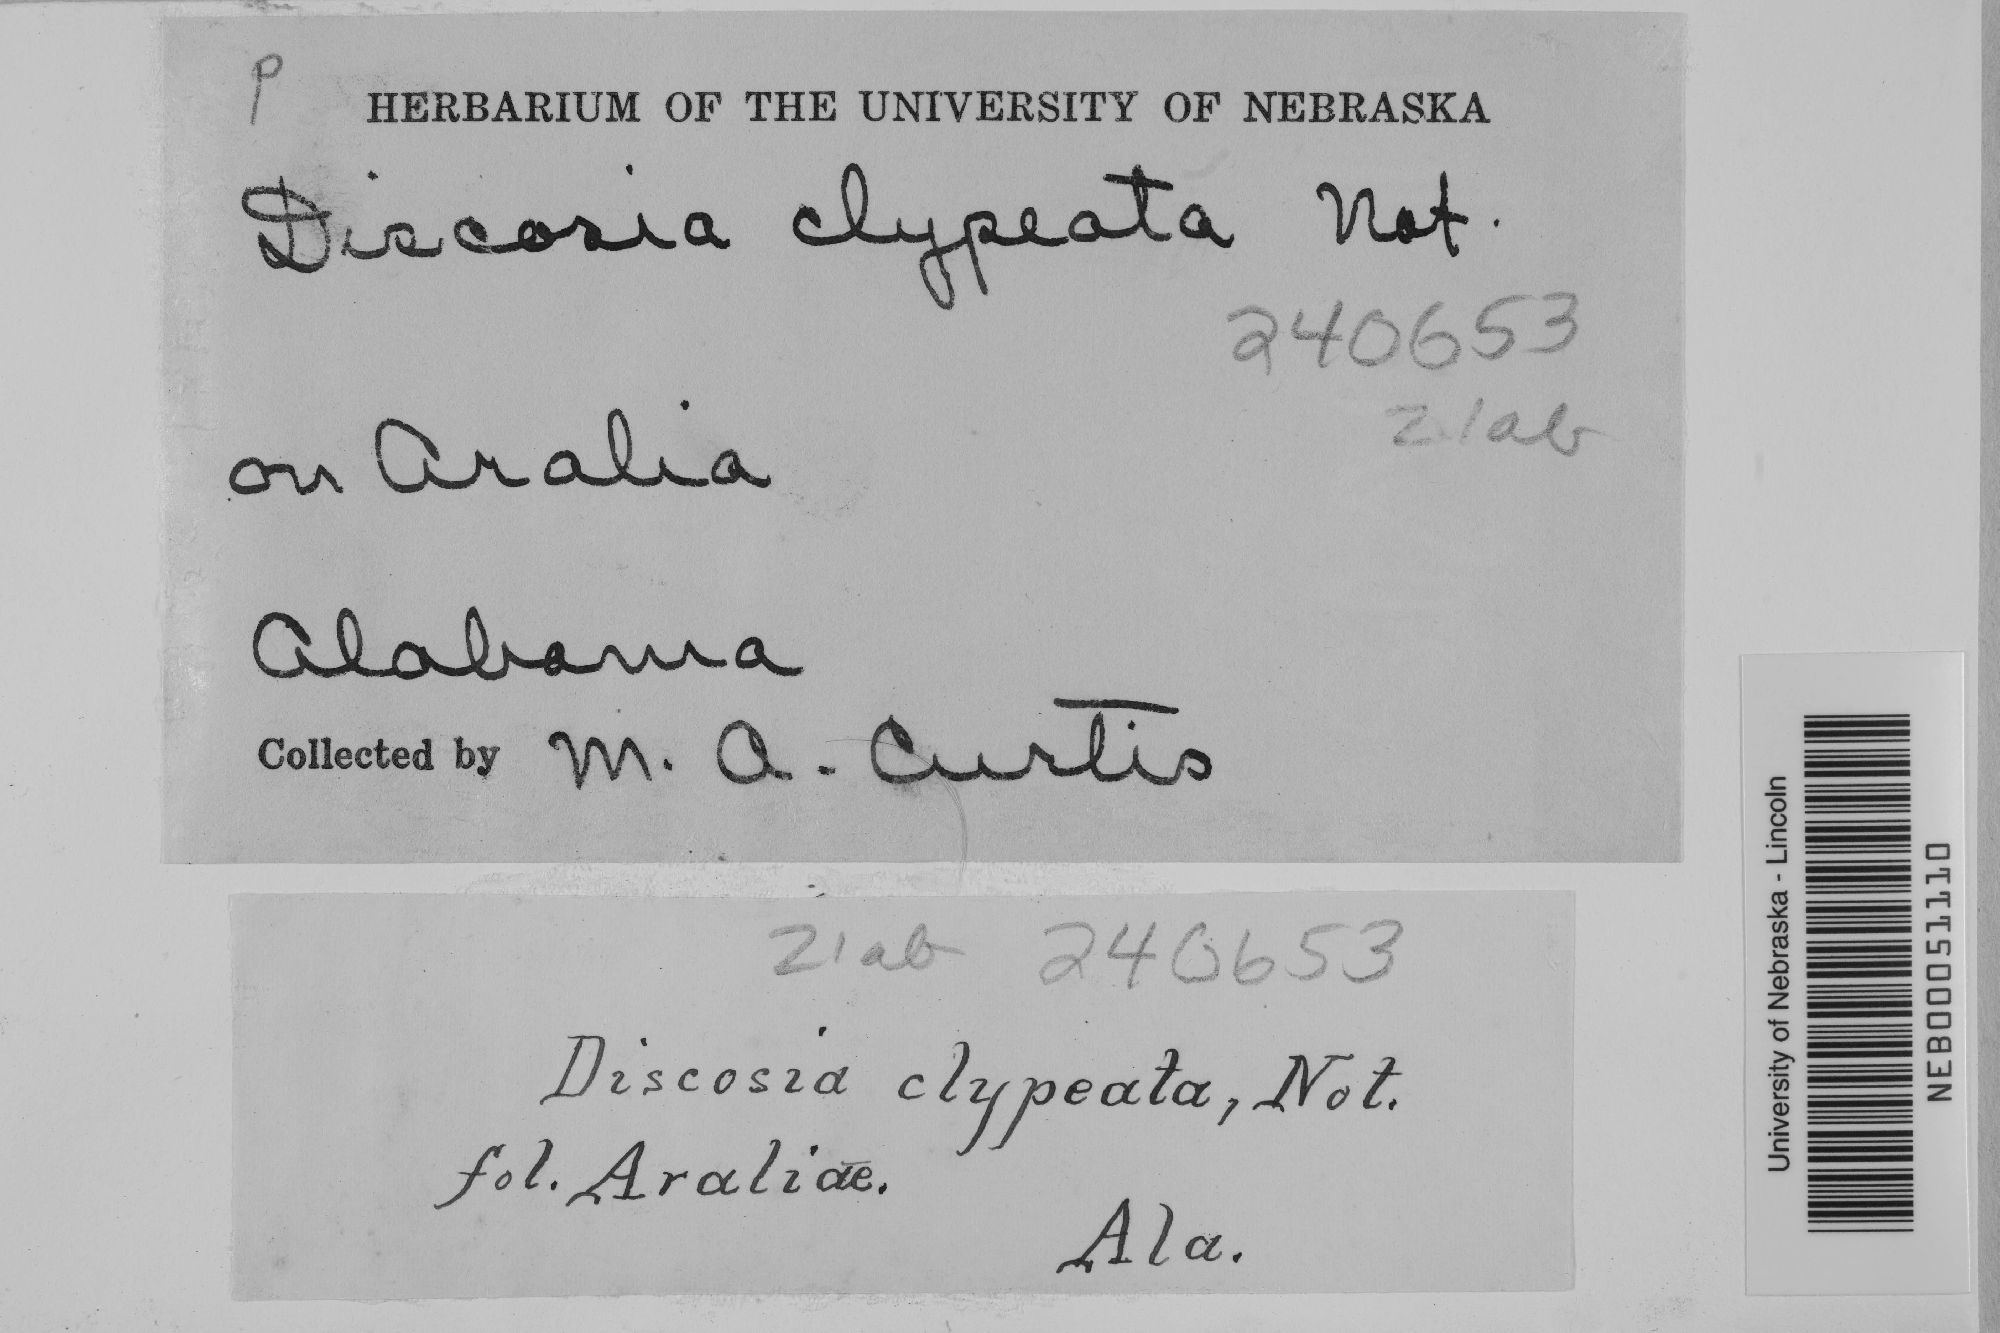 P
HERBARIUM OF THE UNIVERSITY OF NEBRASKA
Discosia clypeata Not.
240653
21ab
on Aralia
Alabama
Collected by M. A. Curtis
21ab 240653
Discosia clypeata, Not.
fol. Araliae.
Ala.
University of Nebraska - Lincoln
NEB0051110